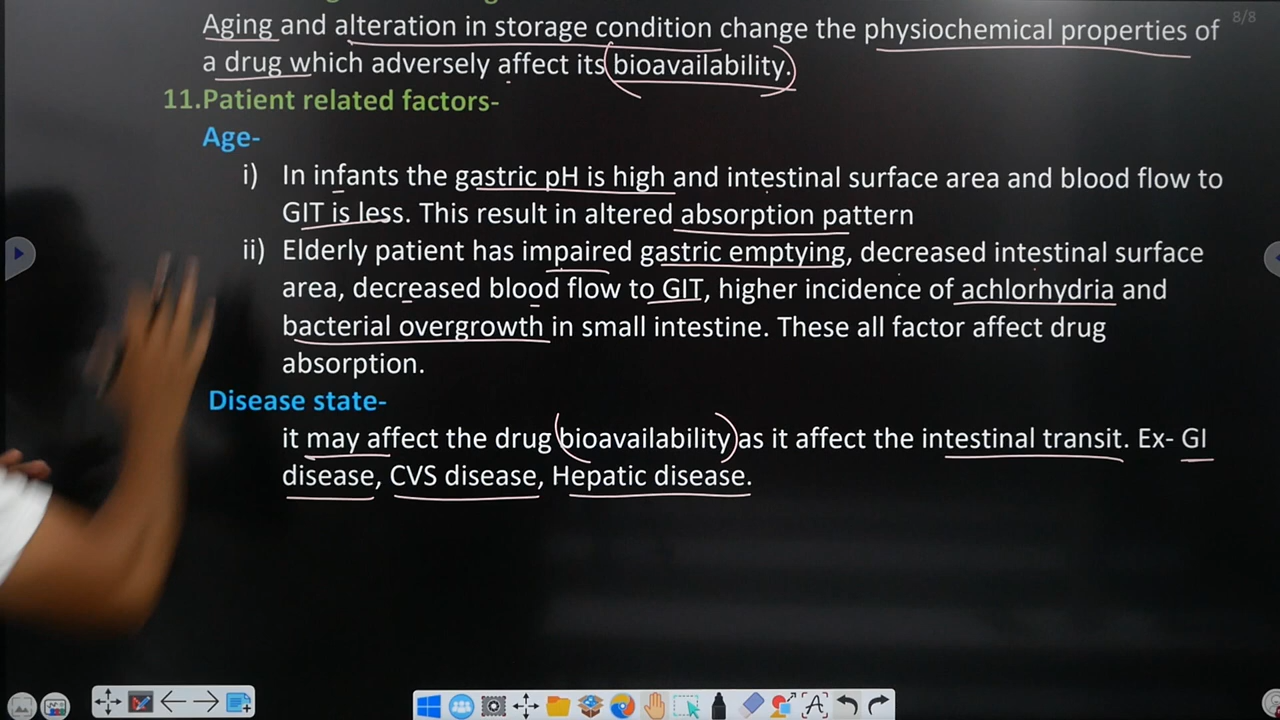 8/8
Aging and alteration in storage condition change the physiochemical properties of
a drug which adversely affect its bioavailability.
11.Patient related factors-
Age-
i) In infants the gastric pH is high and intestinal surface area and blood flow to
GIT is less. This result in altered absorption pattern
ii) Elderly patient has impaired gastric emptying, decreased intestinal surface
area, decreased blood flow to GIT, higher incidence of achlorhydria and
bacterial overgrowth in small intestine. These all factor affect drug
absorption.
Disease state-
it may affect the drug bioavailability as it affect the intestinal transit. Ex- GI
disease, CVS disease, Hepatic disease.